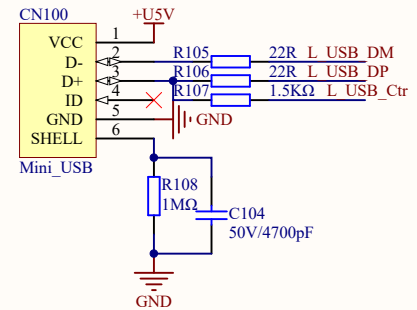 CN100
+U5V
VCC 1
D- 2 R105 22R L_USB_DM
D+ 3 R106 22R L_USB_DP
ID 4 R107 1.5KΩ L_USB_Ctr
GND 5 GND
SHELL 6
Mini_USB
R108
1MΩ
C104
50V/4700pF
GND